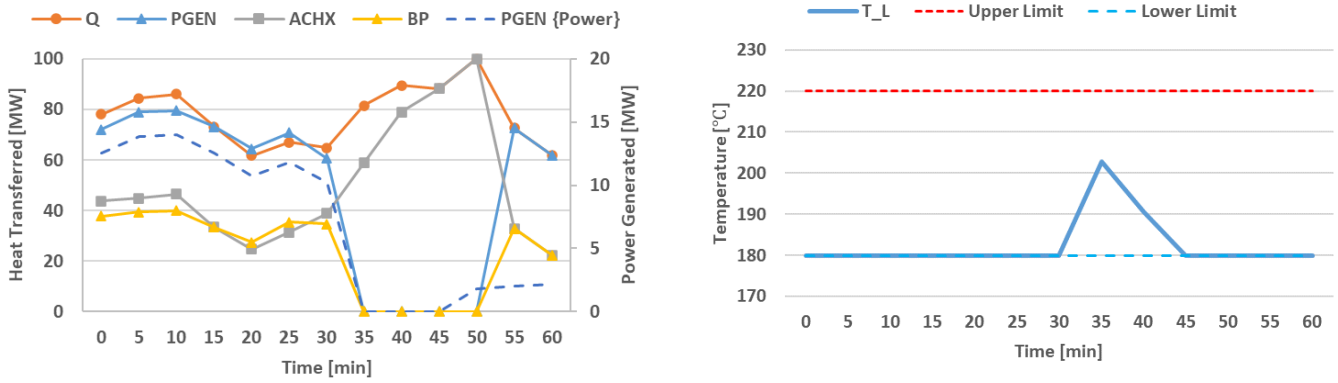 Q PGEN ACHX BP PGEN {Power}
100
80
60
40
20
0
Heat Transferred [MW]
20
15
10
5
0
Power Generated [MW]
0 5 10 15 20 25 30 35 40 45 50 55 60
Time [min]
T_L Upper Limit Lower Limit
230
220
210
200
190
180
170
Temperature [℃]
0 5 10 15 20 25 30 35 40 45 50 55 60
Time [min]